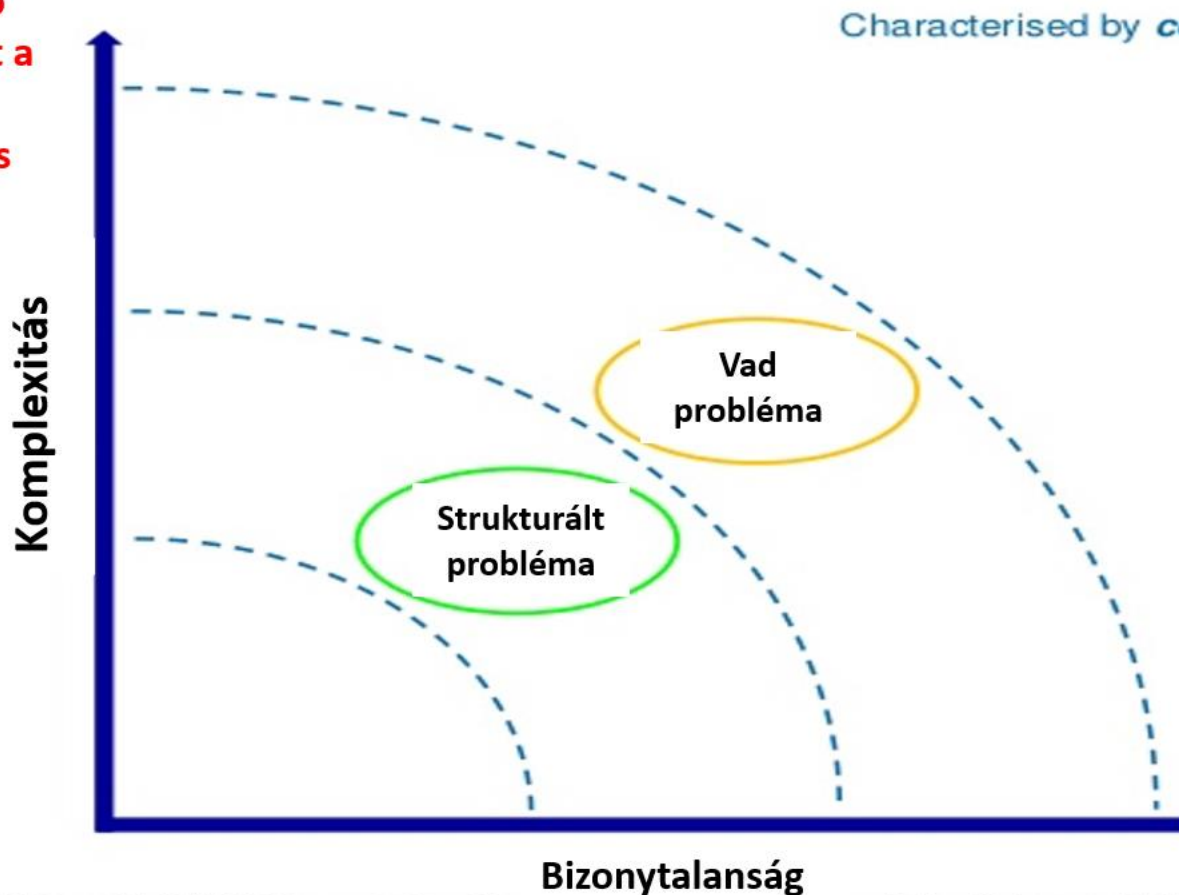 Characterised by
t a
s
Komplexitás
Vad
probléma
Strukturált
probléma
Bizonytalanság